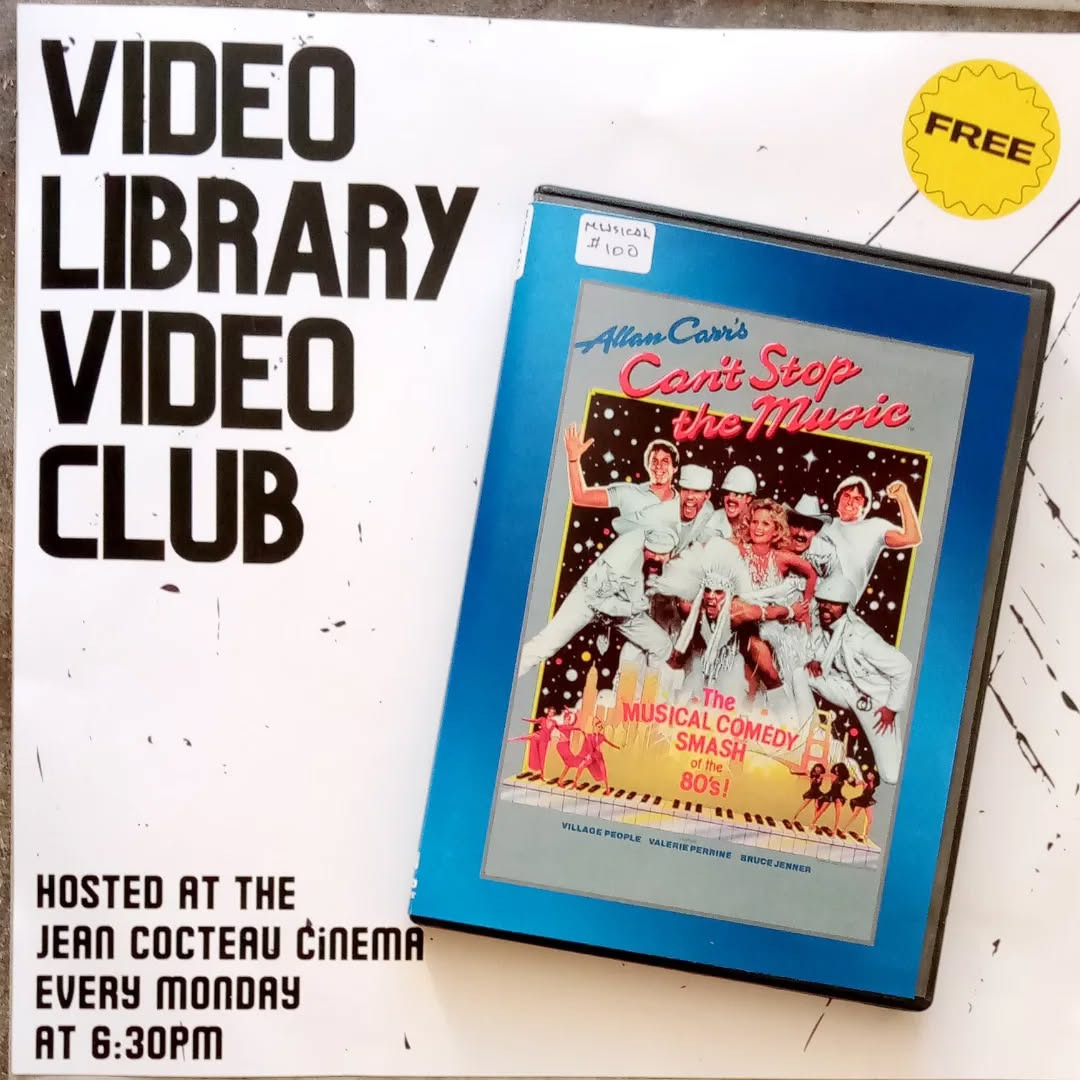 VIDEO
LIBRARY
VIDEO
CLUB
FREE
MUSICAL
#100
Allan Carr's
Can't Stop
the Music
The
MUSICAL COMEDY
SMASH
of the
80's!
VILLAGE PEOPLE VALERIE PERRINE BRUCE JENNER
HOSTED AT THE
JEAN COCTEAU CiNEMA
EVERY MONDAY
AT 6:30PM